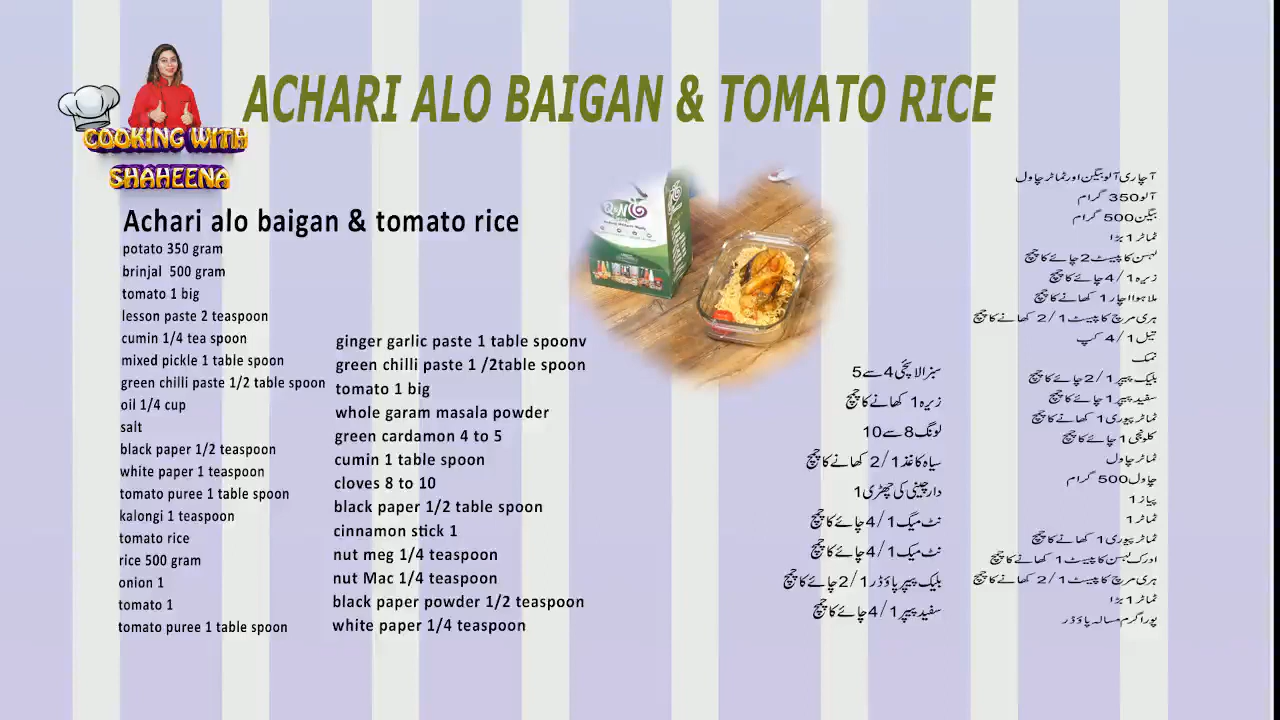 ACHARI ALO BAIGAN & TOMATO RICE
COOKING WITH
SHAHEENA
Achari alo baigan & tomato rice
potato 350 gram
brinjal 500 gram
tomato 1 big
lesson paste 2 teaspoon
cumin 1/4 tea spoon
mixed pickle 1 table spoon
green chilli paste 1/2 table spoon
oil 1/4 cup
salt
black paper 1/2 teaspoon
white paper 1 teaspoon
tomato puree 1 table spoon
kalongi 1 teaspoon
tomato rice
rice 500 gram
onion 1
tomato 1
tomato puree 1 table spoon
ginger garlic paste 1 table spoonv
green chilli paste 1 /2table spoon
tomato 1 big
whole garam masala powder
green cardamon 4 to 5
cumin 1 table spoon
cloves 8 to 10
black paper 1/2 table spoon
cinnamon stick 1
nut meg 1/4 teaspoon
nut Mac 1/4 teaspoon
black paper powder 1/2 teaspoon
white paper 1/4 teaspoon
آچاری آلو بیگن اور ٹماٹر چاول
آلو 350 گرام
بیگن 500 گرام
ٹماٹر 1 بڑا
لہسن کا پیسٹ 2 چائے کا چمچ
زیرہ 1/4 چائے کا چمچ
ملا ہوا اچار 1 کھانے کا چمچ
ہری مرچ کا پیسٹ 1/2 کھانے کا چمچ
تیل 1/4 کپ
نمک
بلیک پیپر 1/2 چائے کا چمچ
سفید پیپر 1 چائے کا چمچ
ٹماٹر پیوری 1 کھانے کا چمچ
کلونجی 1 چائے کا چمچ
ٹماٹر چاول
چاول 500 گرام
پیاز 1
ٹماٹر 1
ٹماٹر پیوری 1 کھانے کا چمچ
ادرک لہسن کا پیسٹ 1 کھانے کا چمچ
ہری مرچ کا پیسٹ 1/2 کھانے کا چمچ
ٹماٹر 1 بڑا
پورا گرم مسالہ پاؤڈر
سبز الائچی 4 سے 5
زیرہ 1 کھانے کا چمچ
لونگ 8 سے 10
سیاہ کاغذ 1/2 کھانے کا چمچ
دار چینی کی چھڑی 1
نٹ میگ 1/4 چائے کا چمچ
نٹ میک 1/4 چائے کا چمچ
بلیک پیپر پاؤڈر 1/2 چائے کا چمچ
سفید پیپر 1/4 چائے کا چمچ